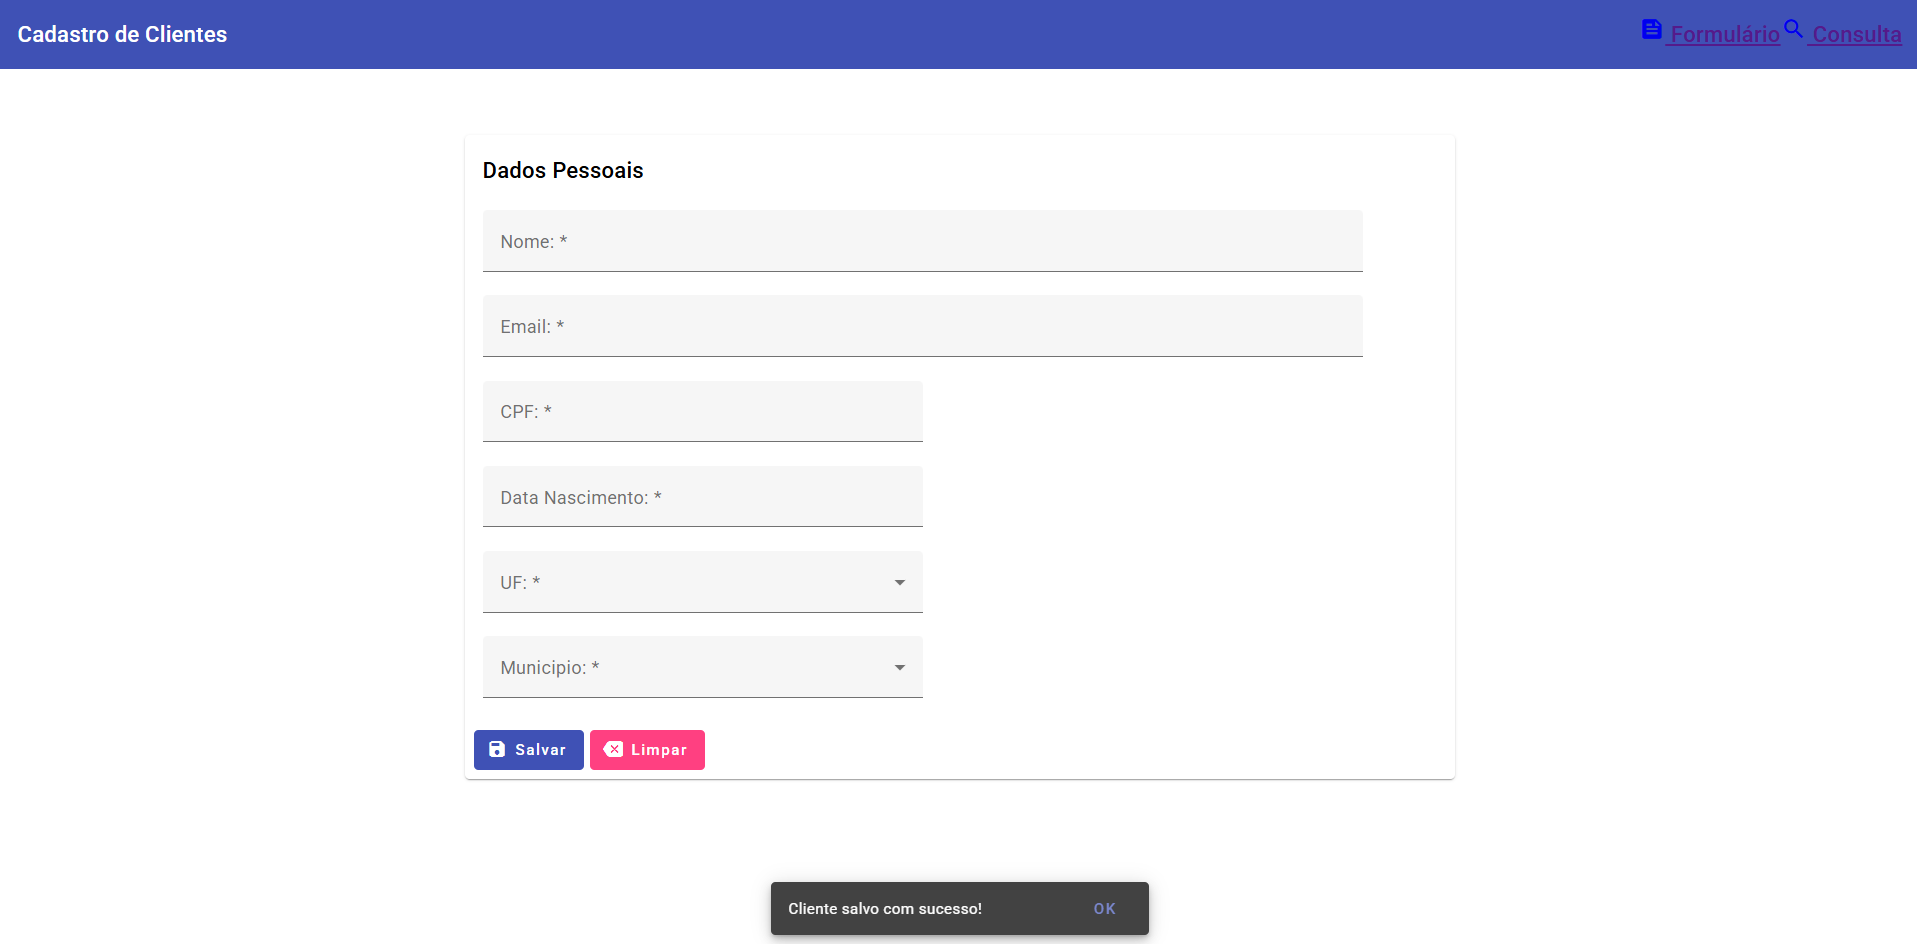 Cadastro de Clientes
Formulário Consulta
Dados Pessoais
Nome: *
Email: *
CPF: *
Data Nascimento: *
UF: *
Municipio: *
Salvar Limpar
Cliente salvo com sucesso! OK